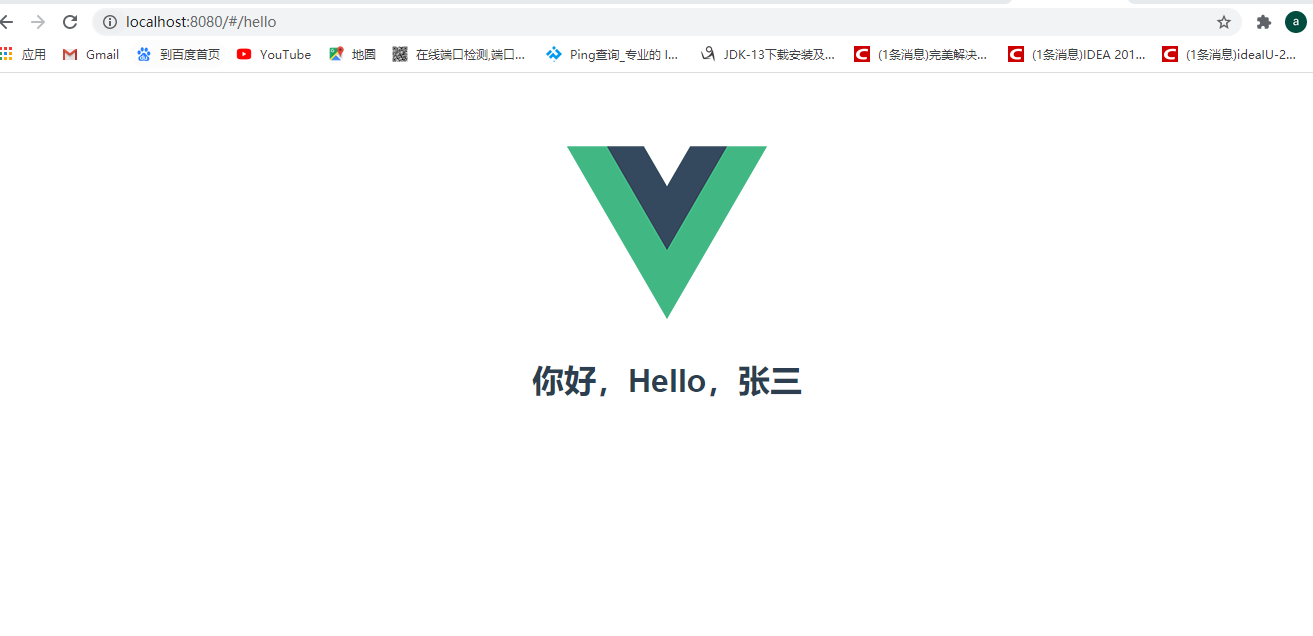 localhost:8080/#/hello
a
应用 Gmail 到百度首页 YouTube 地图 在线端口检测,端口... Ping查询_专业的 I... JDK-13下载安装及... (1条消息)完美解决... (1条消息)IDEA 201... (1条消息)idealU-2...
你好，Hello，张三